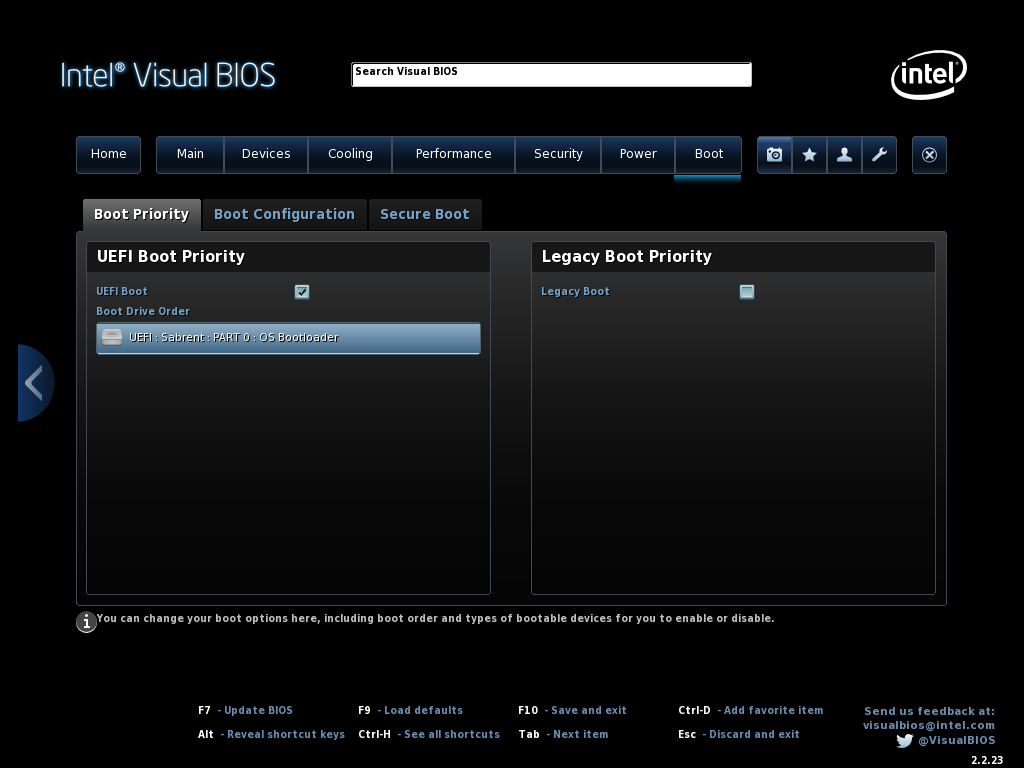 Intel® Visual BIOS
Search Visual BIOS
intel®
Home Main Devices Cooling Performance Security Power Boot
Boot Priority Boot Configuration Secure Boot
UEFI Boot Priority
UEFI Boot
Boot Drive Order
UEFI : Sabrent : PART 0 : OS Bootloader
Legacy Boot Priority
Legacy Boot
You can change your boot options here, including boot order and types of bootable devices for you to enable or disable.
F7 - Update BIOS F9 - Load defaults F10 - Save and exit Ctrl-D - Add favorite item
Alt - Reveal shortcut keys Ctrl-H - See all shortcuts Tab - Next item Esc - Discard and exit
Send us feedback at:
visualbios@intel.com
@VisualBIOS
2.2.23